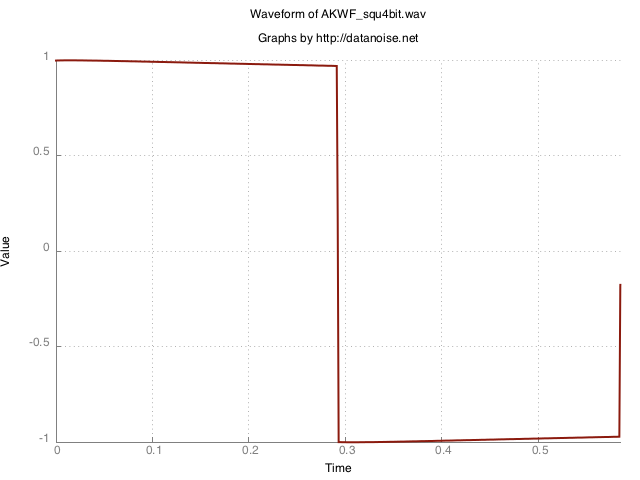 Waveform of AKWF_squ4bit.wav
Graphs by http://datanoise.net
1
0.5
0
-0.5
-1
Value
0 0.1 0.2 0.3 0.4 0.5
Time